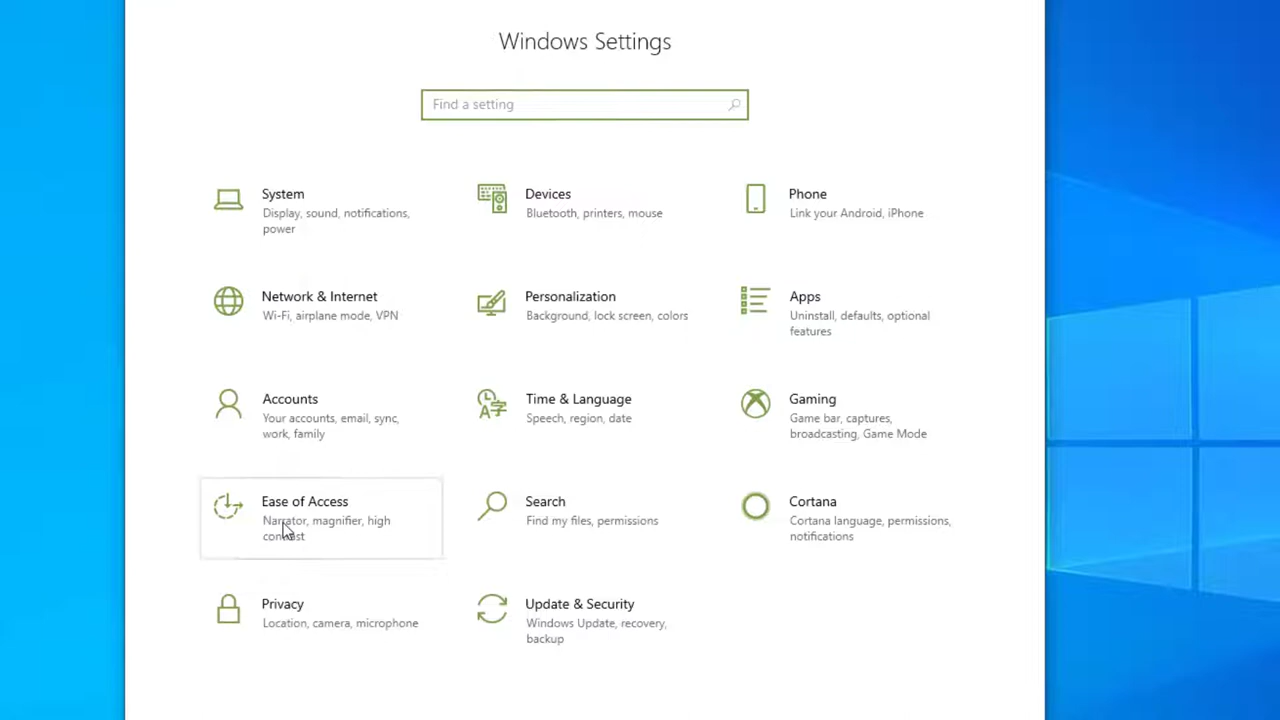 Windows Settings
Find a setting
System
Display, sound, notifications,
power
Devices
Bluetooth, printers, mouse
Phone
Link your Android, iPhone
Network & Internet
Wi-Fi, airplane mode, VPN
Personalization
Background, lock screen, colors
Apps
Uninstall, defaults, optional
features
Accounts
Your accounts, email, sync,
work, family
Time & Language
Speech, region, date
Gaming
Game bar, captures,
broadcasting, Game Mode
Ease of Access
Narrator, magnifier, high
contrast
Search
Find my files, permissions
Cortana
Cortana language, permissions,
notifications
Privacy
Location, camera, microphone
Update & Security
Windows Update, recovery,
backup